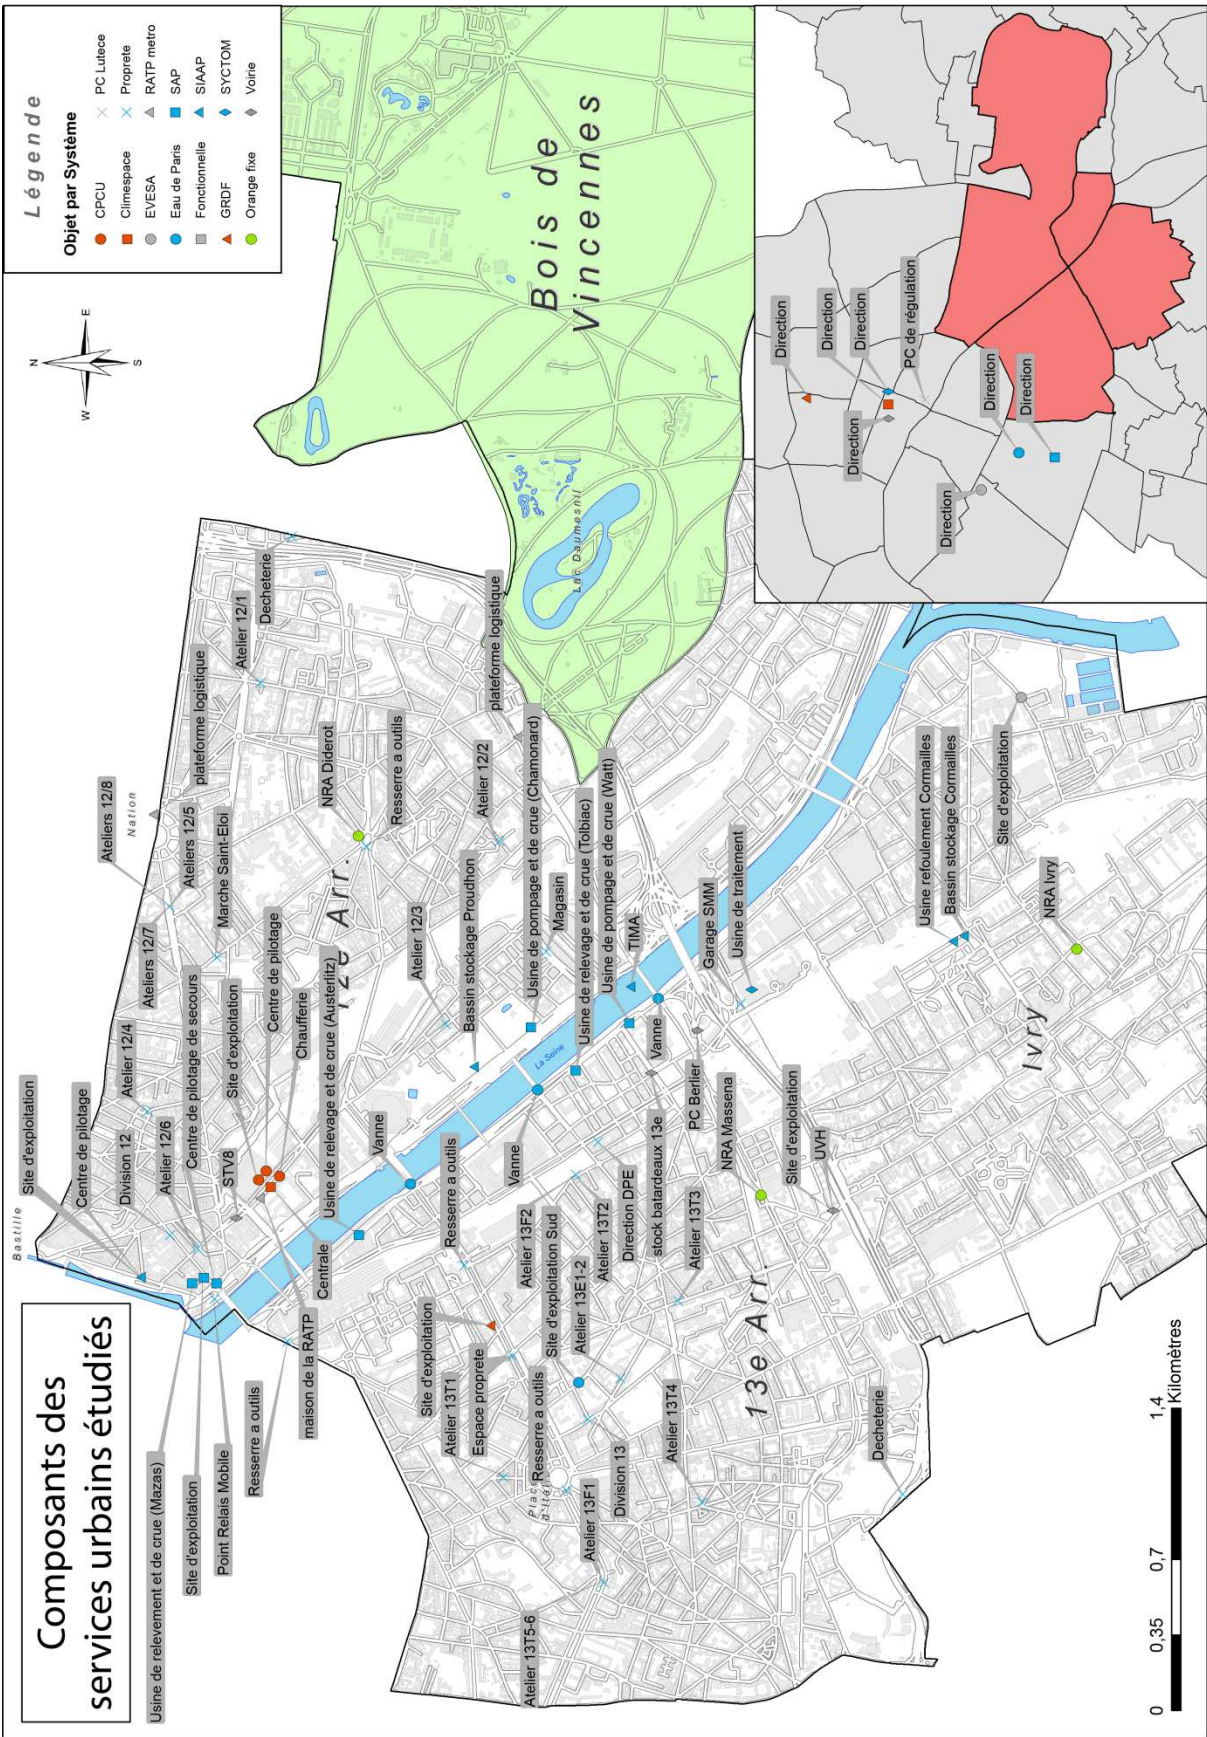 Composants des
services urbains étudiés
Légende
Objet par Système
CPCU
Climespace
EVESA
Eau de Paris
Fonctionnelle
GRDF
Orange fixe
PC Lutece
Proprete
RATP metro
SAP
SIAAP
SYCTOM
Voirie
N
W
E
S
Bastille
Nation
Site d'exploitation
Centre de pilotage
Division 12
Atelier 12/6
Atelier 12/4
Centre de pilotage de secours
STV8
Site d'exploitation
Ateliers 12/7
Ateliers 12/8
Ateliers 12/5
Marche Saint-Eloi
plateforme logistique
Atelier 12/1
Decheterie
Centre de pilotage
Chaufferie
12e Arr.
NRA Diderot
Resserre a outils
Usine de relevement et de crue (Mazas)
Site d'exploitation
Point Relais Mobile
Resserre a outils
maison de la RATP
Centrale
Usine de relevage et de crue (Austerlitz)
Vanne
Atelier 12/3
Bassin stockage Proudhon
Atelier 12/2
plateforme logistique
Usine de pompage et de crue (Chamonard)
Magasin
Usine de relevage et de crue (Tolbiac)
Usine de pompage et de crue (Watt)
TIMA
La Seine
Lac Daumesnil
Bois de
Vincennes
Resserre a outils
Site d'exploitation
Atelier 13T1
Espace proprete
Vanne
Atelier 13F2
Atelier 13T2
Direction DPE
stock batardeaux 13e
Vanne
PC Berlier
Garage SMM
Usine de traitement
Site d'exploitation Sud
Atelier 13E1-2
Place
d'Itali
Resserre a outils
Division 13
Atelier 13F1
Atelier 13T5-6
Atelier 13T3
Atelier 13T4
NRA Massena
13e Arr.
Site d'exploitation
UVH
Decheterie
Usine refoulement Cornailles
Bassin stockage Cornailles
Site d'exploitation
NRA Ivry
Ivry
Direction
Direction
Direction
PC de régulation
Direction
Direction
Direction
Direction
0 0,35 0,7 1,4
Kilomètres